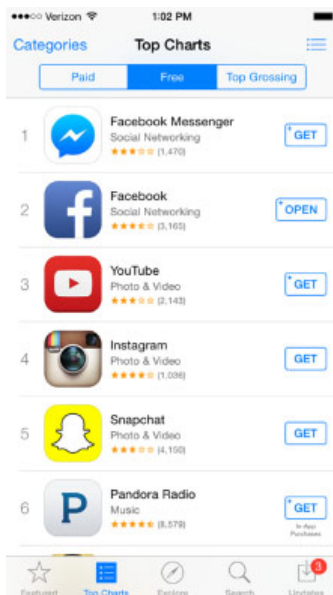 Verizon 1:02 PM
Categories Top Charts
Paid Free Top Grossing
1 Facebook Messenger
Social Networking
(1,470)
GET
2 Facebook
Social Networking
(3,165)
OPEN
3 YouTube
Photo & Video
(2,143)
GET
4 Instagram
Photo & Video
(1,036)
GET
5 Snapchat
Photo & Video
(4,150)
GET
6 Pandora Radio
Music
(8,579)
GET
In-App
Purchases
3
Featured Top Charts Explore Search Updates